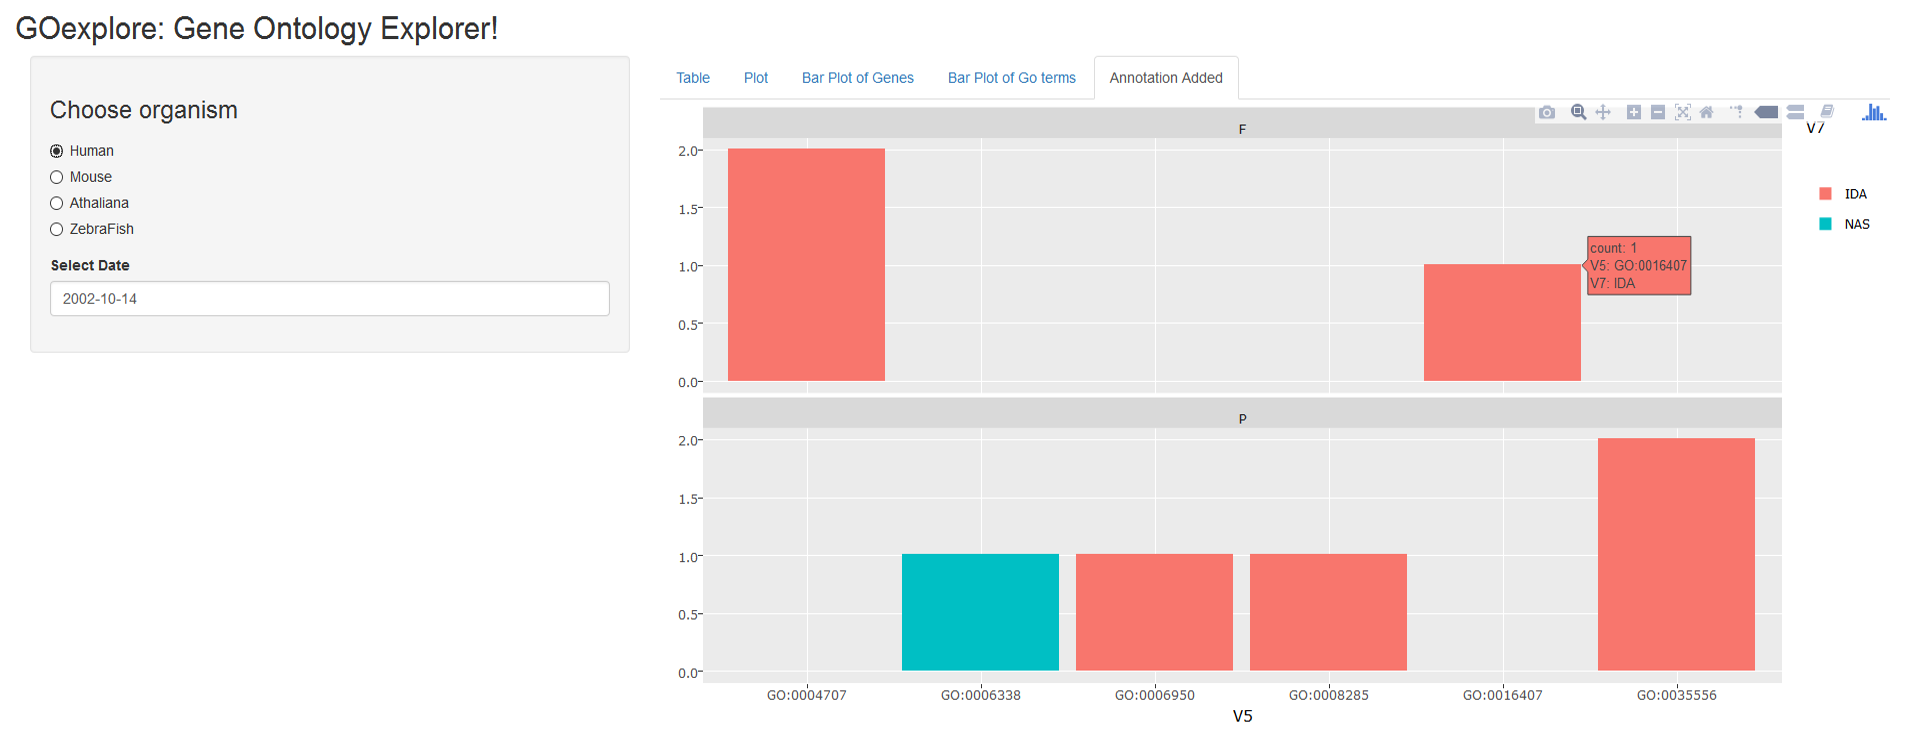 GOexplore: Gene Ontology Explorer!
Choose organism
Human
Mouse
Athaliana
ZebraFish
Select Date
2002-10-14
Table Plot Bar Plot of Genes Bar Plot of Go terms Annotation Added
F
V7
2.0
1.5
1.0
0.5
0.0
IDA
NAS
count: 1
V5: GO:0016407
V7: IDA
P
2.0
1.5
1.0
0.5
0.0
GO:0004707 GO:0006338 GO:0006950 GO:0008285 GO:0016407 GO:0035556
V5